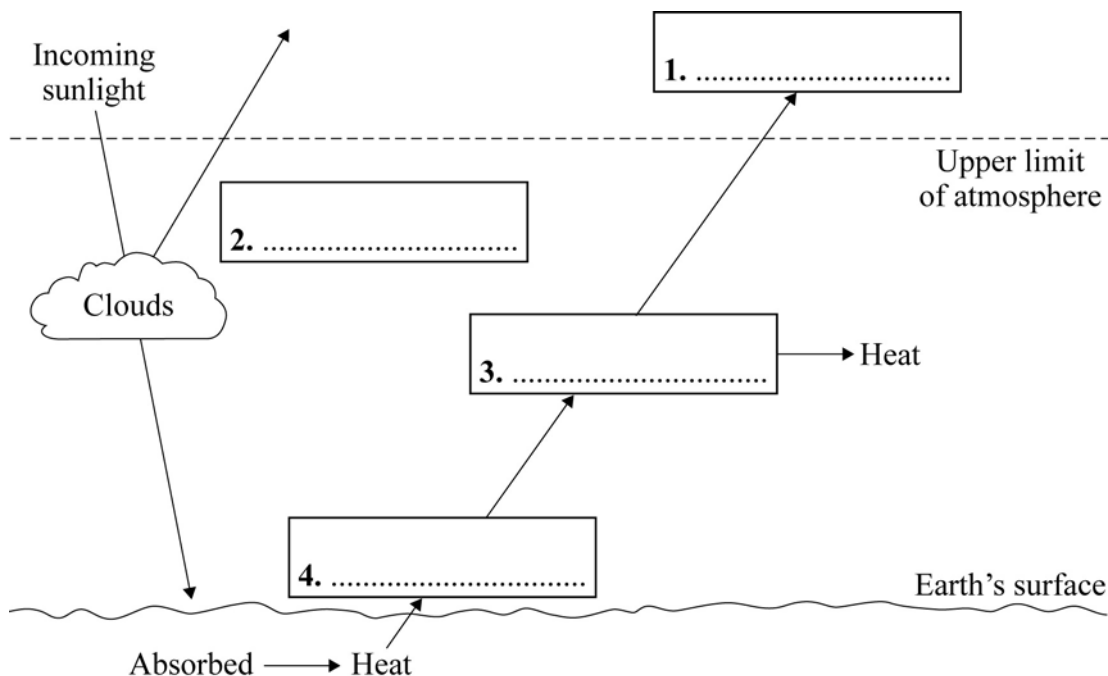 Incoming
sunlight
1. ..............................
Upper limit
of atmosphere
2. ..............................
Clouds
3. ..............................
Heat
4. ..............................
Earth's surface
Absorbed
Heat